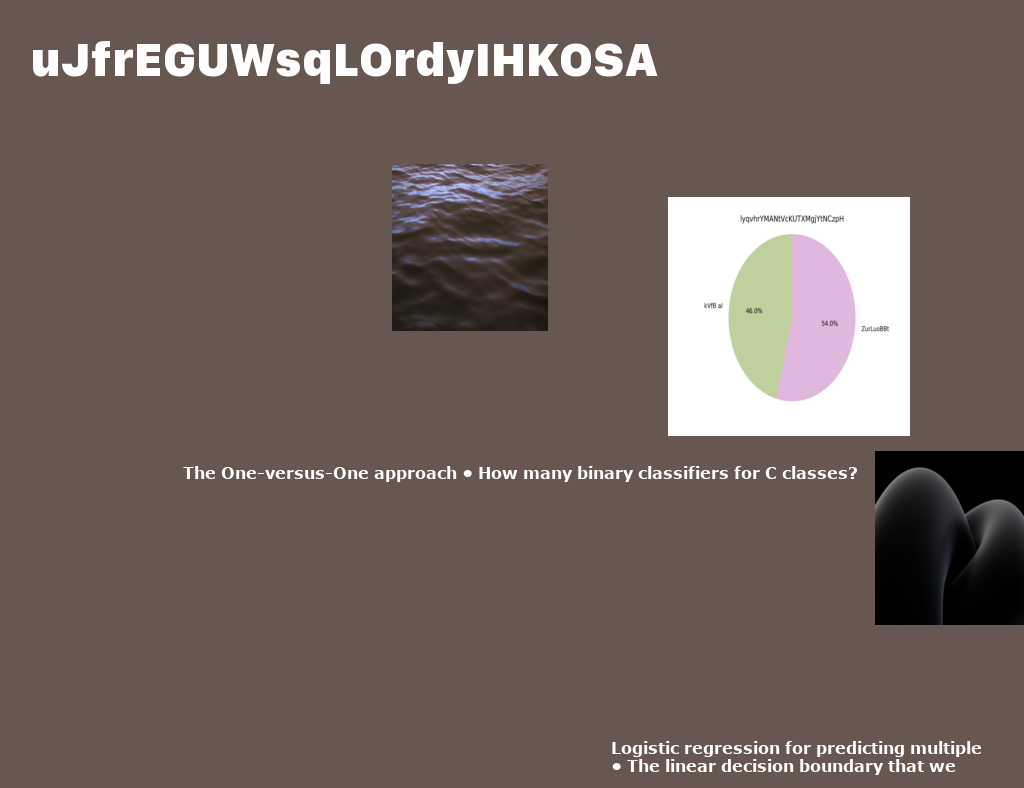 uJfrEGUWsqLOrdyIHKOSA
lyqvhrYMANtVcKUTXMgjYtNCzpH
kVfB al
46.0%
54.0%
ZurLuoBBt
The One-versus-One approach • How many binary classifiers for C classes?
Logistic regression for predicting multiple
• The linear decision boundary that we